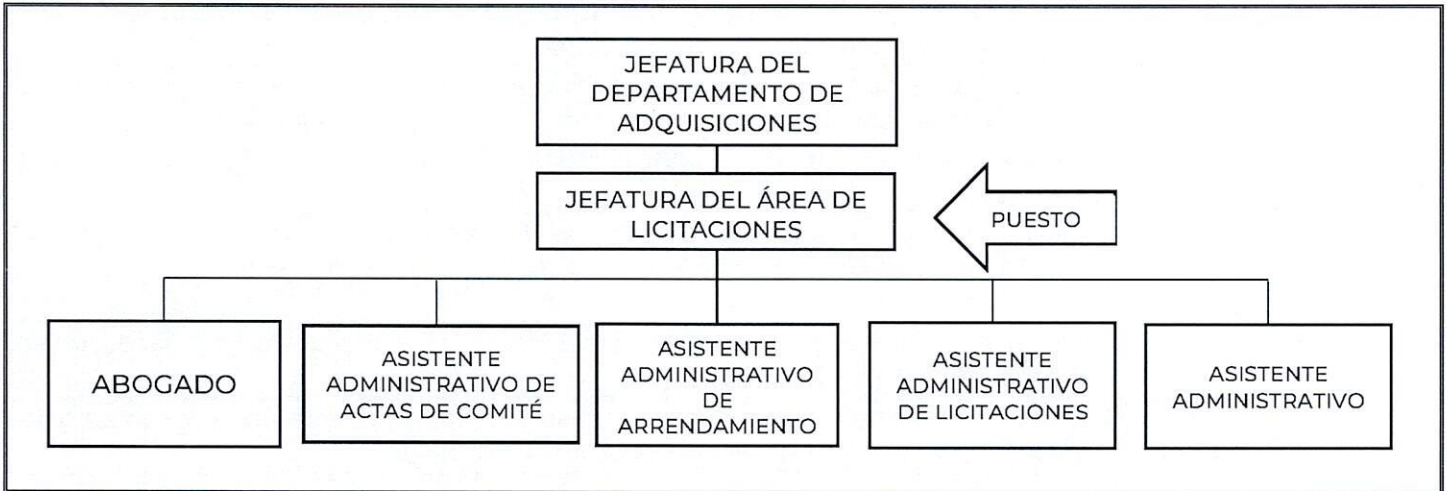 JEFATURA DEL
DEPARTAMENTO DE
ADQUISICIONES
JEFATURA DEL ÁREA DE
LICITACIONES
PUESTO
ABOGADO
ASISTENTE
ADMINISTRATIVO DE
ACTAS DE COMITÉ
ASISTENTE
ADMINISTRATIVO
DE
ARRENDAMIENTO
ASISTENTE
ADMINISTRATIVO
DE LICITACIONES
ASISTENTE
ADMINISTRATIVO